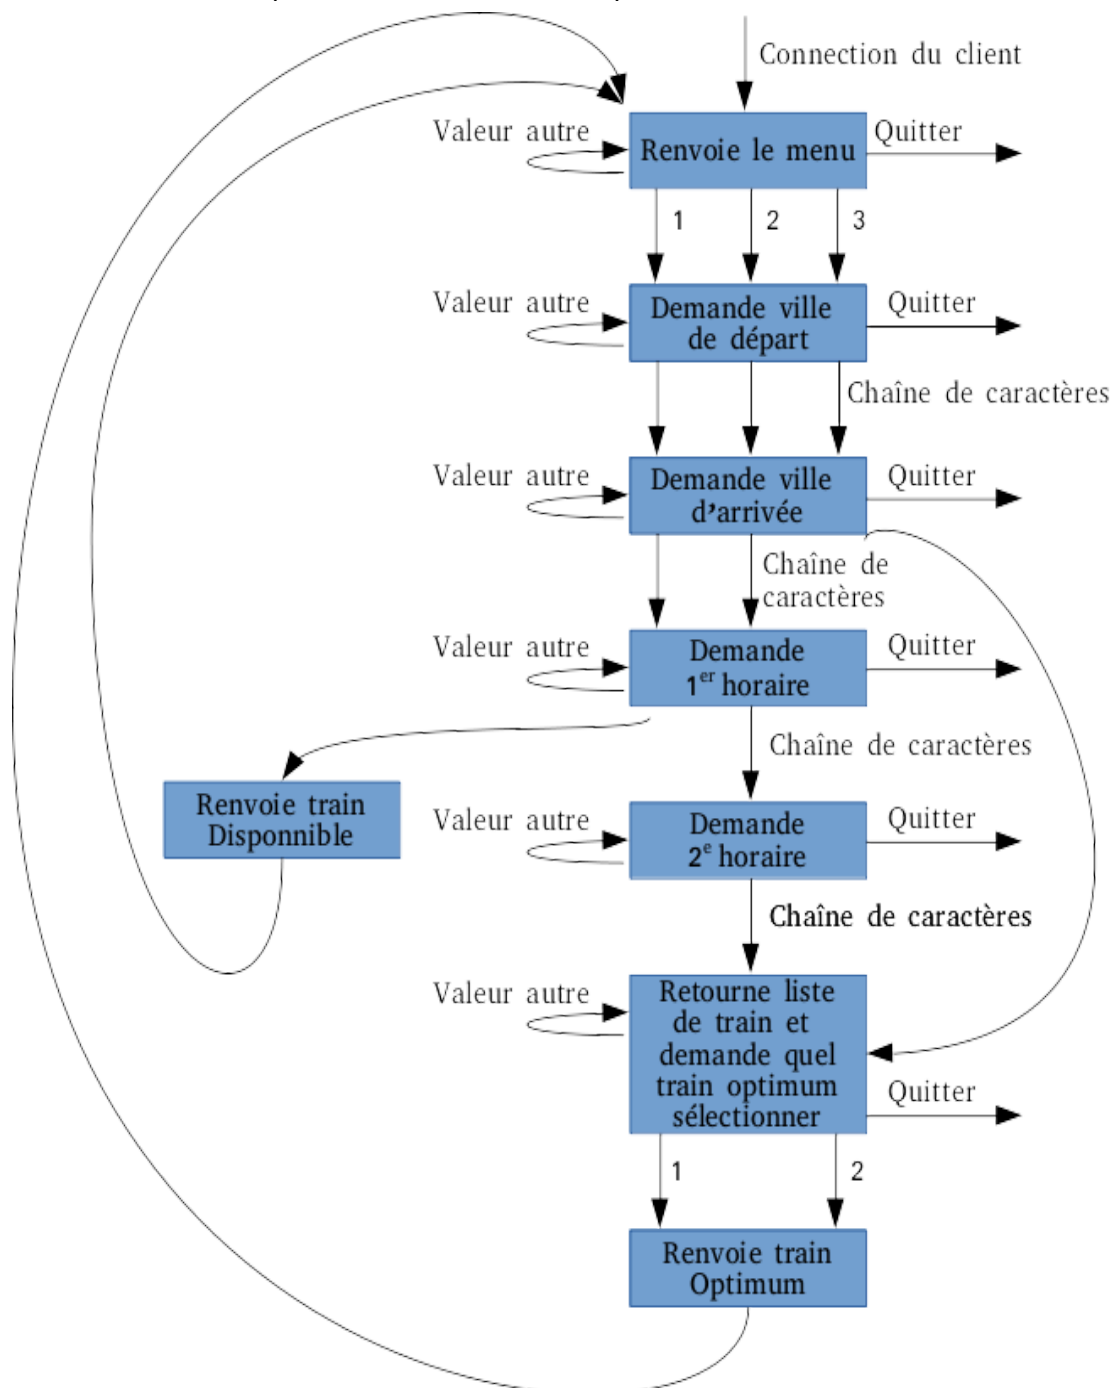 Connection du client
Valeur autre
Renvoie le menu
Quitter
1
2
3
Valeur autre
Demande ville
de départ
Quitter
Chaîne de caractères
Valeur autre
Demande ville
d'arrivée
Quitter
Chaîne de
caractères
Valeur autre
Demande
1er horaire
Quitter
Chaîne de caractères
Renvoie train
Disponnible
Valeur autre
Demande
2e horaire
Quitter
Chaîne de caractères
Valeur autre
Retourne liste
de train et
demande quel
train optimum
sélectionner
Quitter
1
2
Renvoie train
Optimum